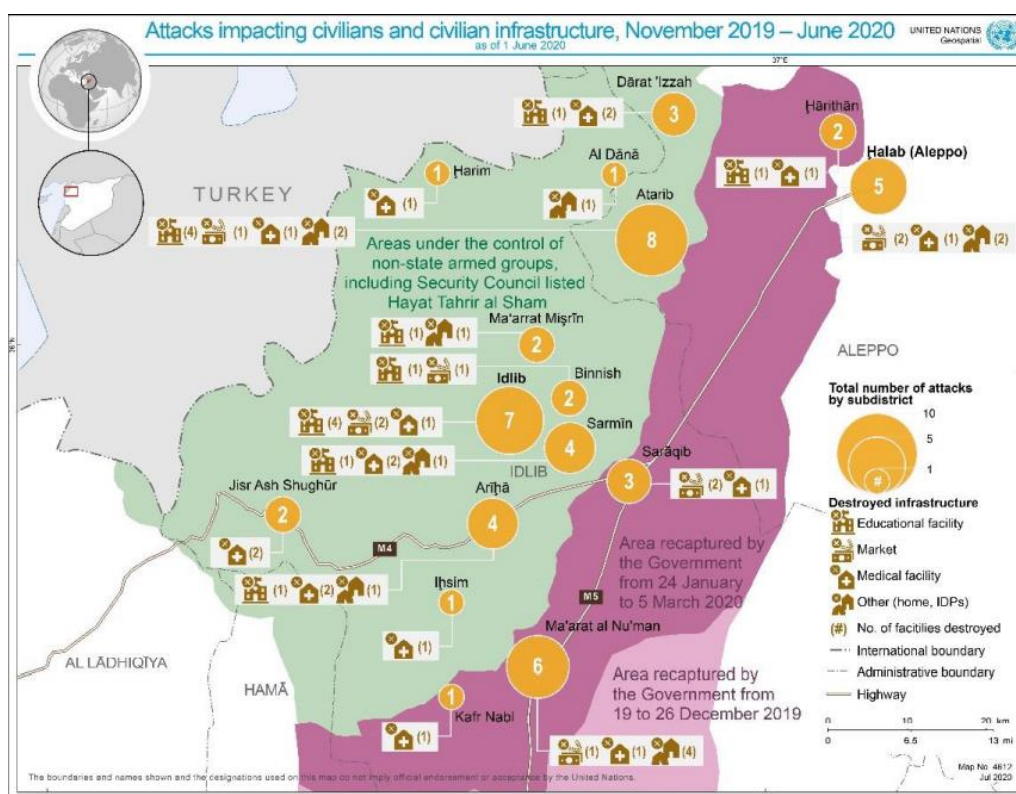 Attacks impacting civilians and civilian infrastructure, November 2019 – June 2020
as of 1 June 2020
UNITED NATIONS
Geospatial
37°E
Dārat 'Izzah
(1) (2)
3
Ḩārithān
2
(1) (1)
Ḩalab (Aleppo)
5
(2) (1) (2)
Al Dānā
1
(1)
Ḩarim
1
(1)
TURKEY
Atarib
8
(4) (1) (1) (2)
Areas under the control of
non-state armed groups,
including Security Council listed
Hayat Tahrir al Sham
Ma'arrat Mişrīn
(1) (1)
2
(1) (1)
Binnish
2
Idlib
7
(4) (2) (1)
Sarmīn
4
(1) (2) (1)
IDLIB
36°N
ALEPPO
Sarāqib
3
(2) (1)
Jisr Ash Shughūr
2
(2)
Arīḩā
4
(1) (2) (1)
M4
Iḩsim
1
(1)
M5
Area recaptured by
the Government
from 24 January
to 5 March 2020
Ma'arat al Nu'man
6
(1) (1) (4)
Area recaptured by
the Government from
19 to 26 December 2019
AL LĀDHIQĪYA
HAMĀ
1
Kafr Nabl
(1)
Total number of attacks
by subdistrict
10
5
1
#
Destroyed infrastructure
Educational facility
Market
Medical facility
Other (home, IDPs)
(#) No. of facitilies destroyed
International boundary
Administrative boundary
Highway
0 10 20 km
0 6.5 13 mi
The boundaries and names shown and the designations used on this map do not imply official endorsement or acceptance by the United Nations.
Map No. 4612
Jul 2020